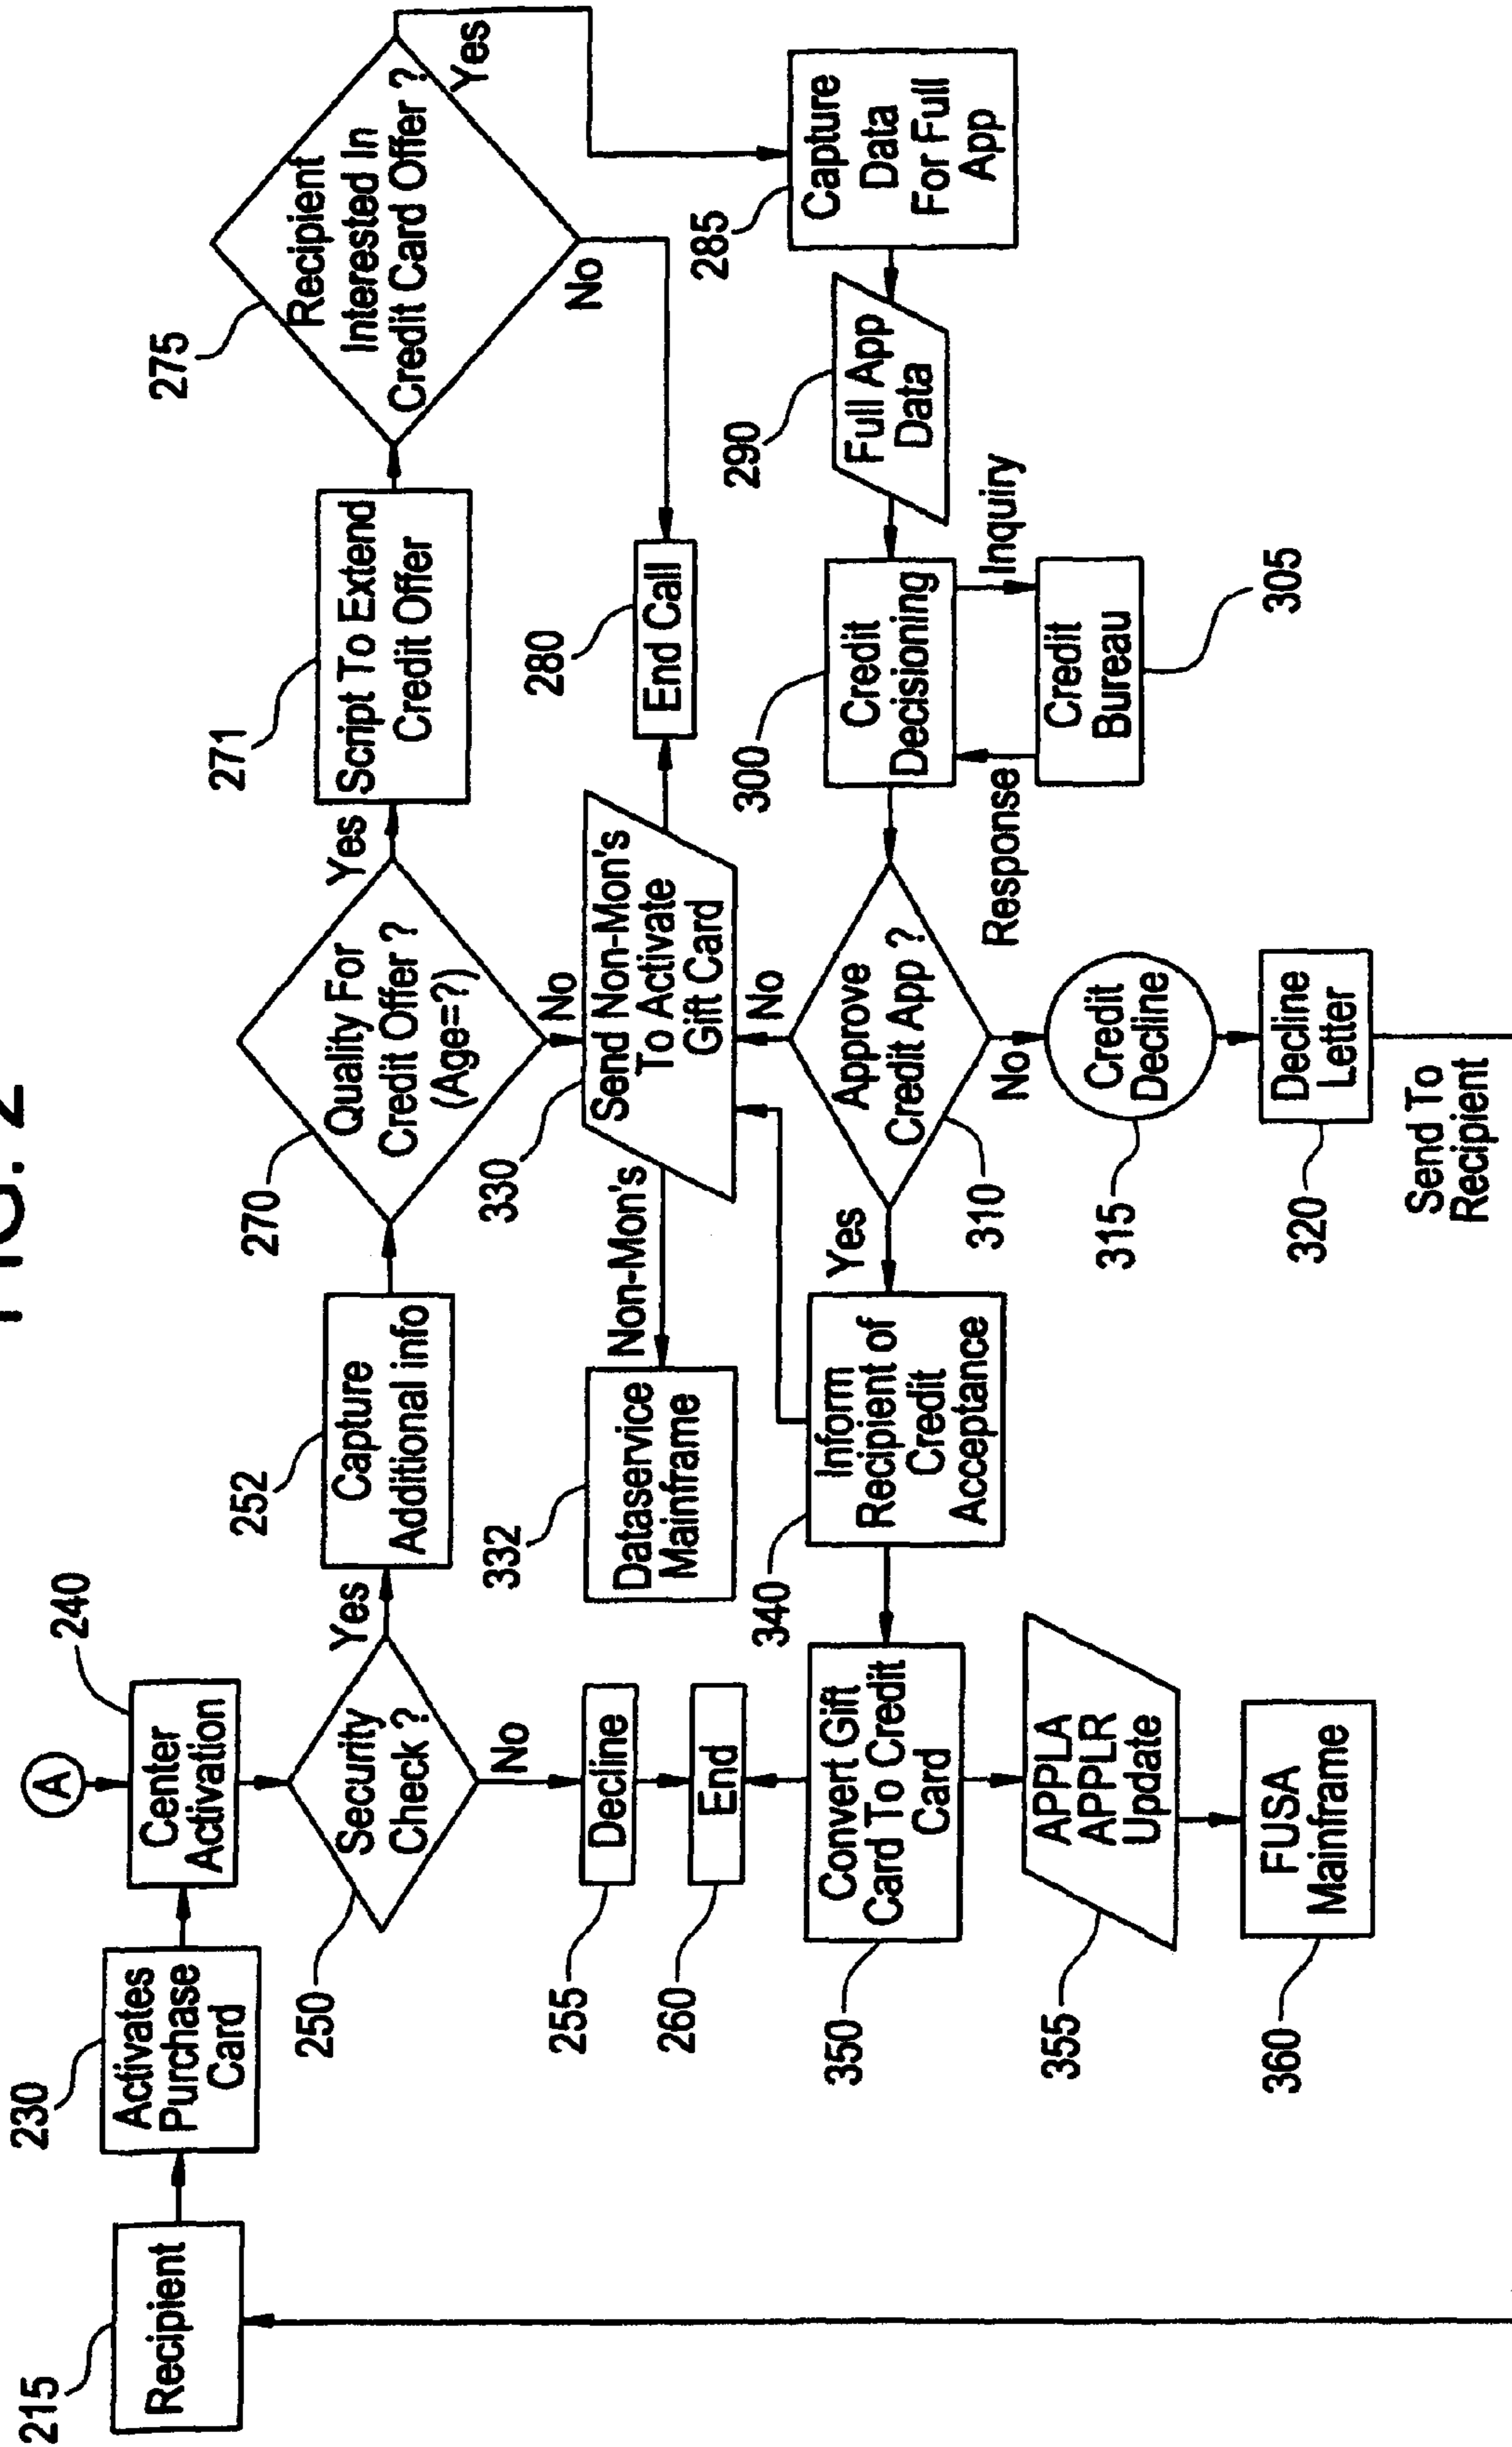 FIG. 2
A
240
Center
Activation
230
Activates
Purchase
Card
215
Recipient
250
Security
Check ?
Yes
No
252
Capture
Additional info
270
Quality For
Credit Offer ?
(Age=?)
Yes
No
271
Script To Extend
Credit Offer
275
Recipient
Interested In
Credit Card Offer ?
Yes
No
255
Decline
260
End
332
Dataservice
Mainframe
Non-Mon's
330
Send Non-Mon's
To Activate
Gift Card
280
End Call
285
Capture
Data
For Full
App
290
Full App
Data
300
Credit
Decisioning
Inquiry
Response
Credit
Bureau
305
Approve
Credit App ?
310
No
Yes
No
340
Inform
Recipient of
Credit
Acceptance
350
Convert Gift
Card To Credit
Card
355
APPLA
APPLR
Update
360
FUSA
Mainframe
315
Credit
Decline
320
Decline
Letter
Send To
Recipient